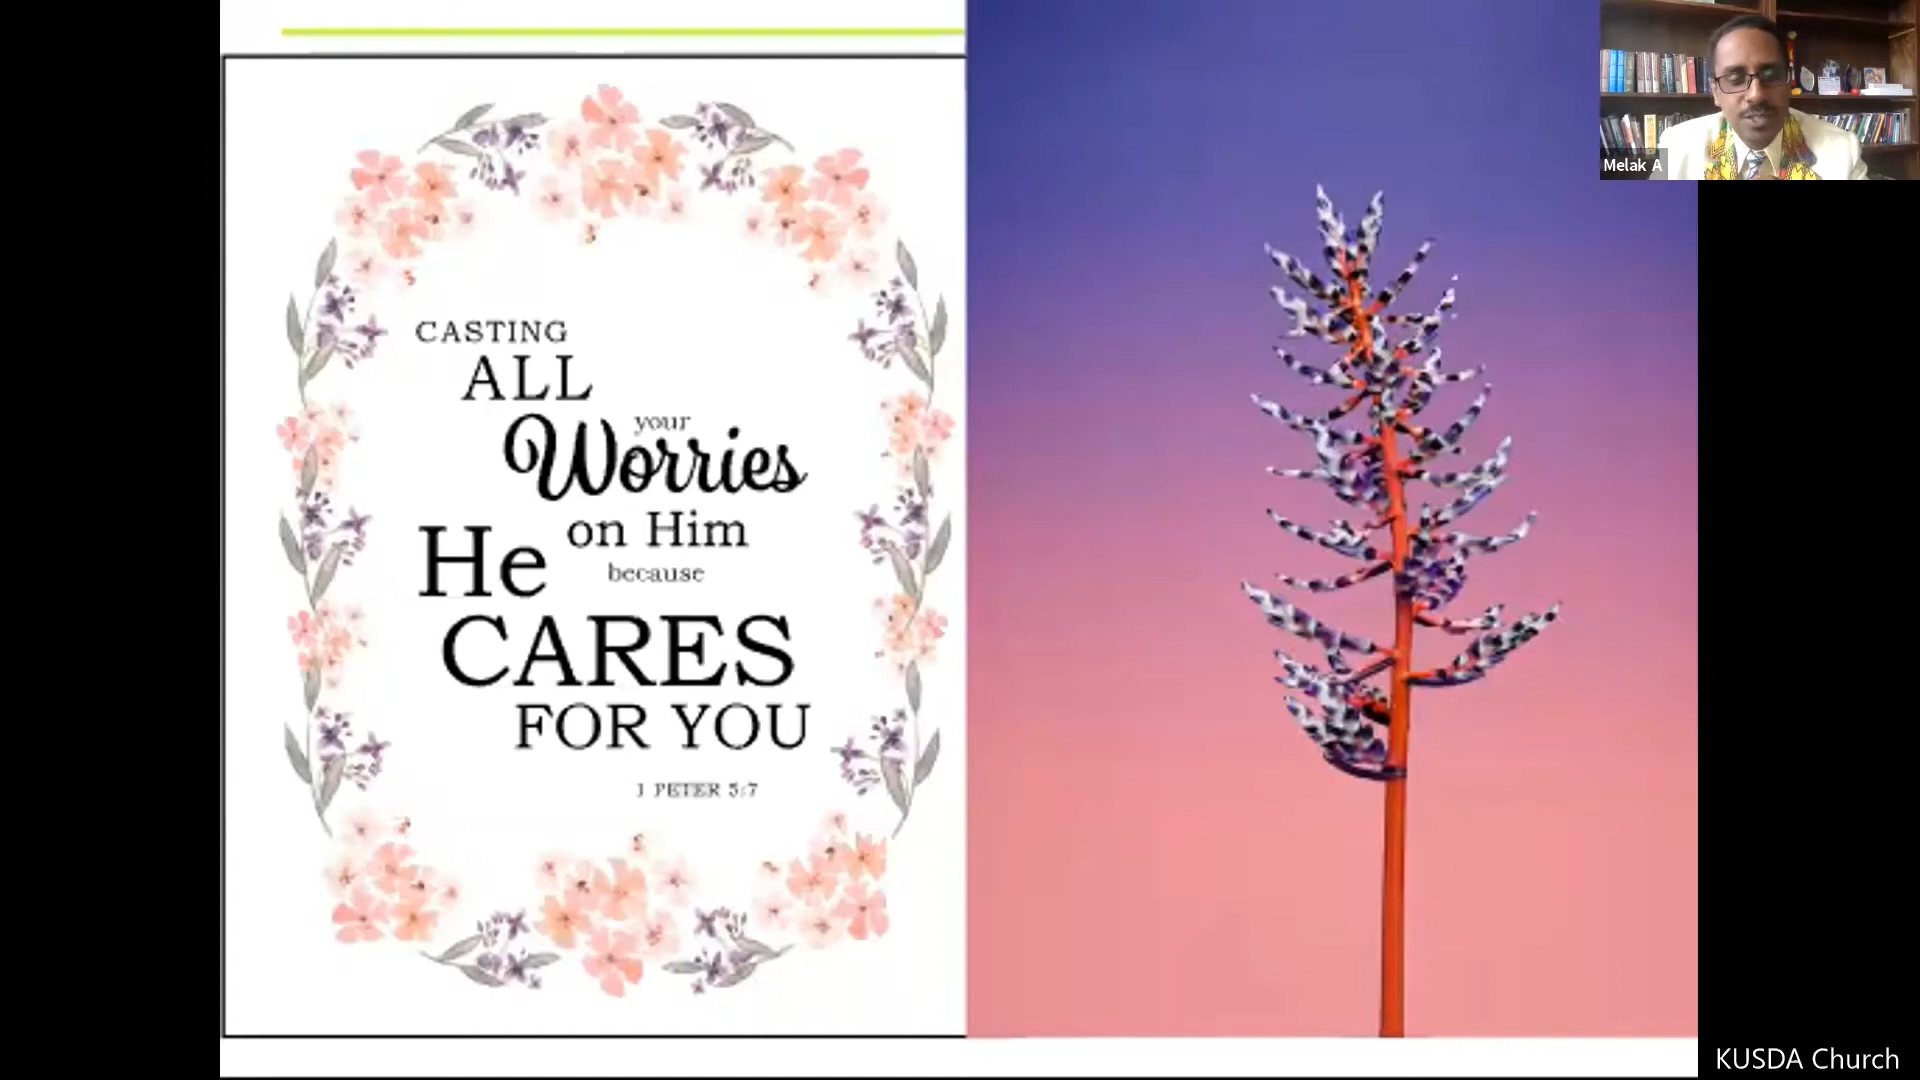 CASTING
ALL
your
Worries
on Him
because
He
CARES
FOR YOU
1 PETER 5:7
Melak A
KUSDA Church